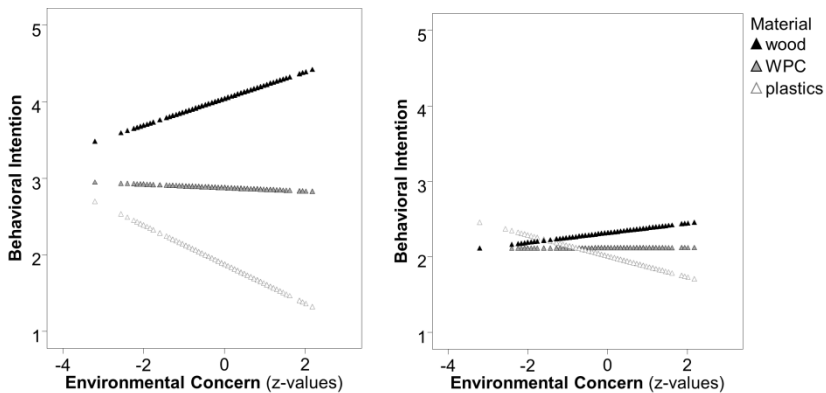 5
4
3
2
1
-4
-2
0
2
Behavioral Intention
Environmental Concern (z-values)
5
4
3
2
1
-4
-2
0
2
Behavioral Intention
Environmental Concern (z-values)
Material
wood
WPC
plastics